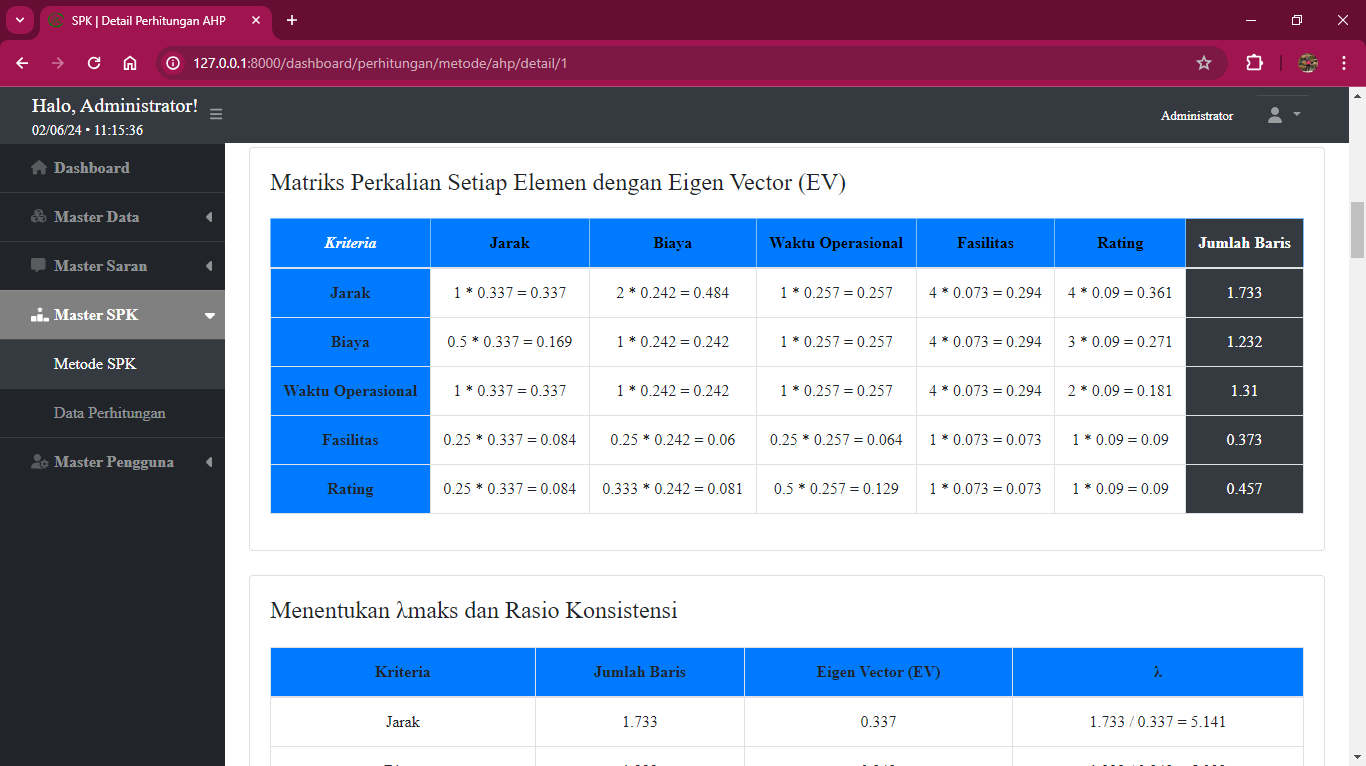 SPK | Detail Perhitungan AHP
127.0.0.1:8000/dashboard/perhitungan/metode/ahp/detail/1
Halo, Administrator!
02/06/24 • 11:15:36
Administrator
Dashboard
Master Data
Master Saran
Master SPK
Metode SPK
Data Perhitungan
Master Pengguna
Matriks Perkalian Setiap Elemen dengan Eigen Vector (EV)
Kriteria Jarak Biaya Waktu Operasional Fasilitas Rating Jumlah Baris
Jarak 1 * 0.337 = 0.337 2 * 0.242 = 0.484 1 * 0.257 = 0.257 4 * 0.073 = 0.294 4 * 0.09 = 0.361 1.733
Biaya 0.5 * 0.337 = 0.169 1 * 0.242 = 0.242 1 * 0.257 = 0.257 4 * 0.073 = 0.294 3 * 0.09 = 0.271 1.232
Waktu Operasional 1 * 0.337 = 0.337 1 * 0.242 = 0.242 1 * 0.257 = 0.257 4 * 0.073 = 0.294 2 * 0.09 = 0.181 1.31
Fasilitas 0.25 * 0.337 = 0.084 0.25 * 0.242 = 0.06 0.25 * 0.257 = 0.064 1 * 0.073 = 0.073 1 * 0.09 = 0.09 0.373
Rating 0.25 * 0.337 = 0.084 0.333 * 0.242 = 0.081 0.5 * 0.257 = 0.129 1 * 0.073 = 0.073 1 * 0.09 = 0.09 0.457
Menentukan λmaks dan Rasio Konsistensi
Kriteria Jumlah Baris Eigen Vector (EV) λ
Jarak 1.733 0.337 1.733 / 0.337 = 5.141